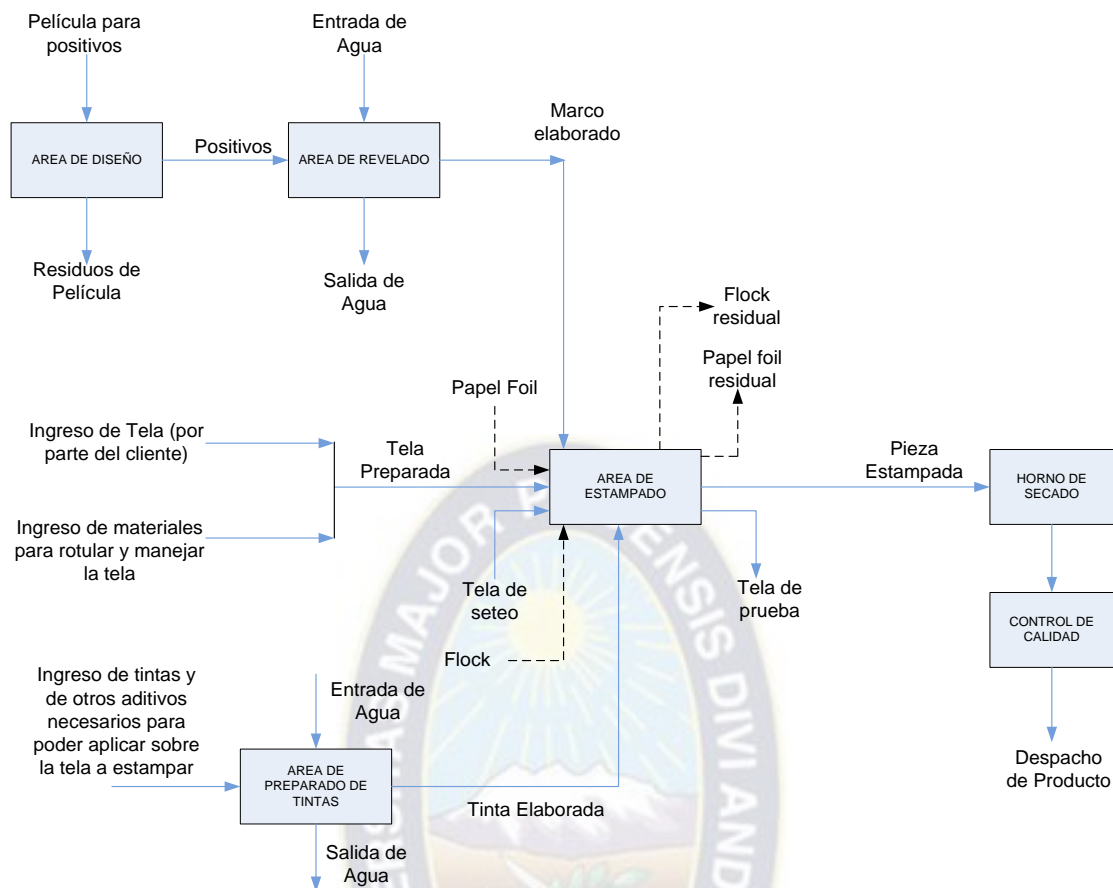 Película para
positivos
Entrada de
Agua
Marco
elaborado
AREA DE DISEÑO
Positivos
AREA DE REVELADO
Residuos de
Película
Salida de
Agua
Flock
residual
Papel foil
residual
Papel Foil
Ingreso de Tela (por
parte del cliente)
Tela
Preparada
Pieza
Estampada
AREA DE
ESTAMPADO
HORNO DE
SECADO
Ingreso de materiales
para rotular y manejar
la tela
Tela de
seteo
Tela de
prueba
CONTROL DE
CALIDAD
Flock
Ingreso de tintas y
de otros aditivos
necesarios para
poder aplicar sobre
la tela a estampar
Entrada de
Agua
AREA DE
PREPARADO DE
TINTAS
Tinta Elaborada
Despacho
de Producto
Salida de
Agua
MAJOR P ENSIS DIVI AND